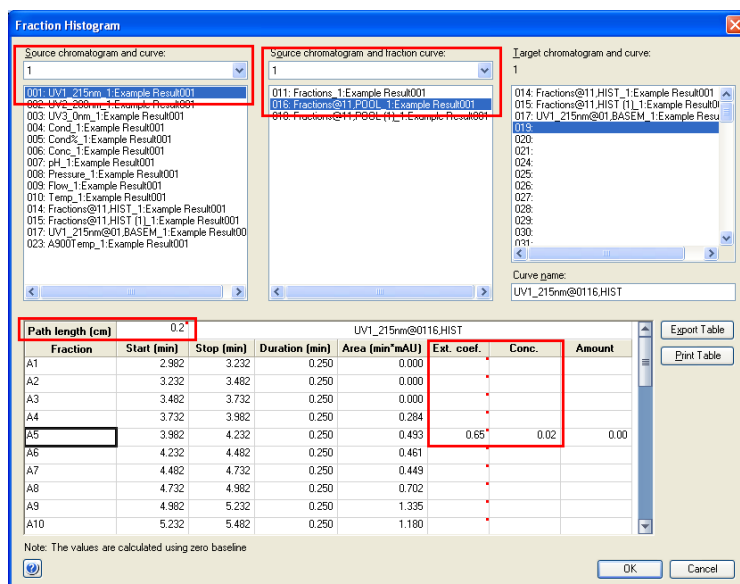 Fraction Histogram
Source chromatogram and curve:
1
001: UV1_215nm_1:Example Result001
002: UV2_280nm_1:Example Result001
003: UV3_0nm_1:Example Result001
004: Cond_1:Example Result001
005: Cond%_1:Example Result001
006: Conc_1:Example Result001
007: pH_1:Example Result001
008: Pressure_1:Example Result001
009: Flow_1:Example Result001
010: Temp_1:Example Result001
014: Fractions@11,HIST_1:Example Result001
015: Fractions@11,HIST (1)_1:Example Result001
017: UV1_215nm@01,BASEM_1:Example Result00
023: A900Temp_1:Example Result001
Source chromatogram and fraction curve:
1
011: Fractions_1:Example Result001
016: Fractions@11,POOL_1:Example Result001
018: Fractions@11,POOL (1)_1:Example Result001
Target chromatogram and curve:
1
014: Fractions@11,HIST_1:Example Result001
015: Fractions@11,HIST (1)_1:Example Result0
017: UV1_215nm@01,BASEM_1:Example Resu
019:
020:
021:
024:
025:
026:
027:
028:
029:
030:
031:
Curve name:
UV1_215nm@0116,HIST
Path length (cm) 0.2 UV1_215nm@0116,HIST
Fraction Start (min) Stop (min) Duration (min) Area (min*mAU) Ext. coef. Conc. Amount
A1 2.982 3.232 0.250 0.000
A2 3.232 3.482 0.250 0.000
A3 3.482 3.732 0.250 0.000
A4 3.732 3.982 0.250 0.284
A5 3.982 4.232 0.250 0.493 0.65 0.02 0.00
A6 4.232 4.482 0.250 0.461
A7 4.482 4.732 0.250 0.449
A8 4.732 4.982 0.250 0.702
A9 4.982 5.232 0.250 1.335
A10 5.232 5.482 0.250 1.180
Export Table
Print Table
Note: The values are calculated using zero baseline
OK Cancel